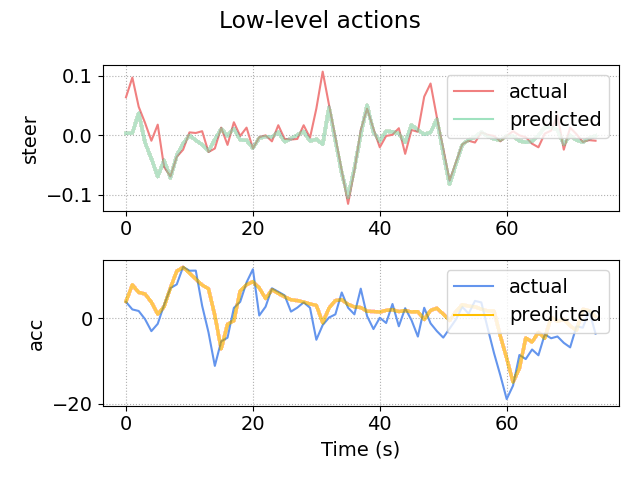 Low-level actions
0.1
0.0
−0.1
steer
actual
predicted
0 20 40 60
0
−20
acc
actual
predicted
0 20 40 60
Time (s)